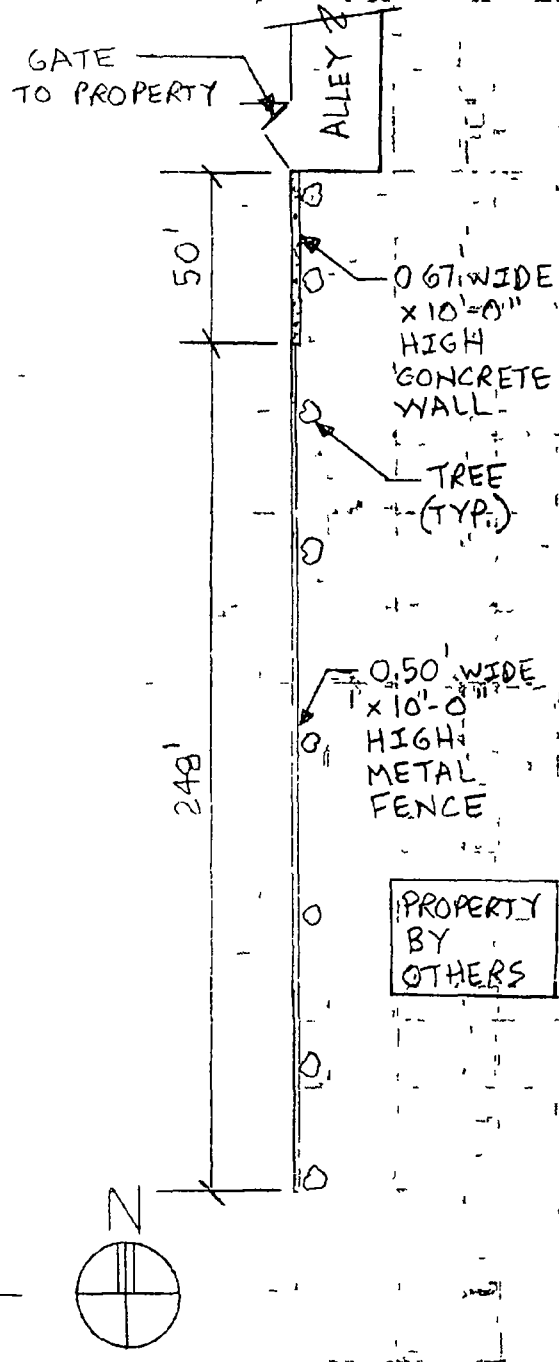 GATE
TO PROPERTY
ALLEY
50'
0.67' WIDE
x 10'-0"
HIGH
CONCRETE
WALL
TREE
(TYP.)
0.50' WIDE
x 10'-0"
HIGH
METAL
FENCE
248'
PROPERTY
BY
OTHERS
N